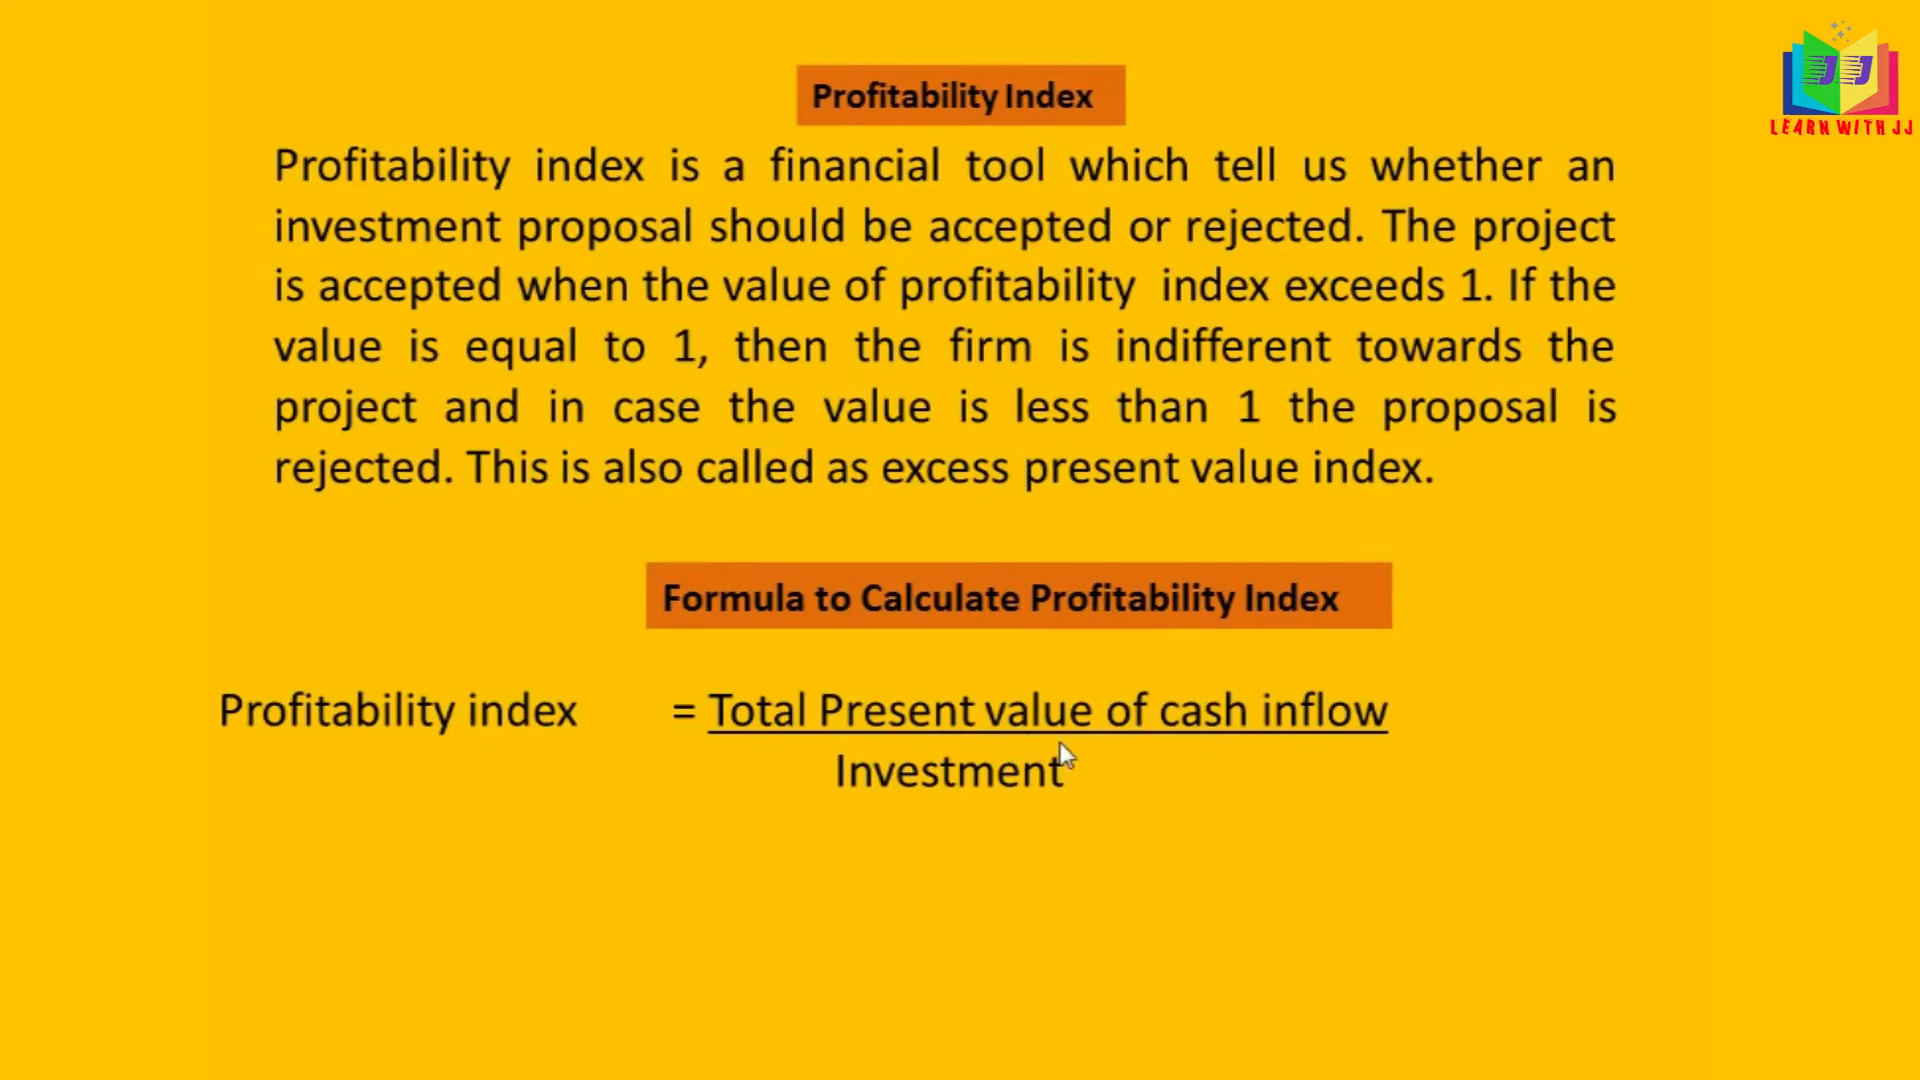 Profitability Index
JJ
LEARN WITH JJ
Profitability index is a financial tool which tell us whether an
investment proposal should be accepted or rejected. The project
is accepted when the value of profitability index exceeds 1. If the
value is equal to 1, then the firm is indifferent towards the
project and in case the value is less than 1 the proposal is
rejected. This is also called as excess present value index.
Formula to Calculate Profitability Index
Profitability index = Total Present value of cash inflow
Investment